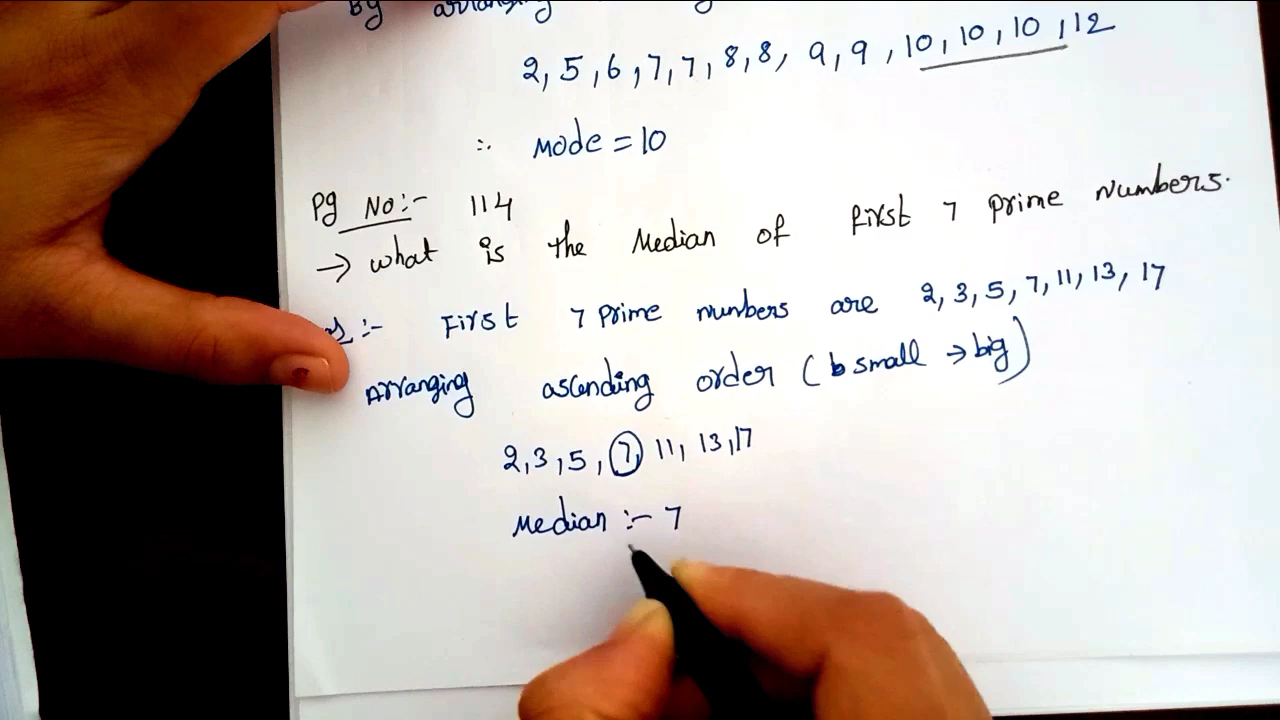 By
2, 5, 6, 7, 7, 8, 8, 9, 9, 10, 10, 10, 12
∴ Mode = 10
Pg No:- 114
→ what is the Median of first 7 prime Numbers.
:- First 7 Prime numbers are 2, 3, 5, 7, 11, 13, 17
Arranging ascending order ( small → big)
2, 3, 5, 7, 11, 13, 17
Median :- 7